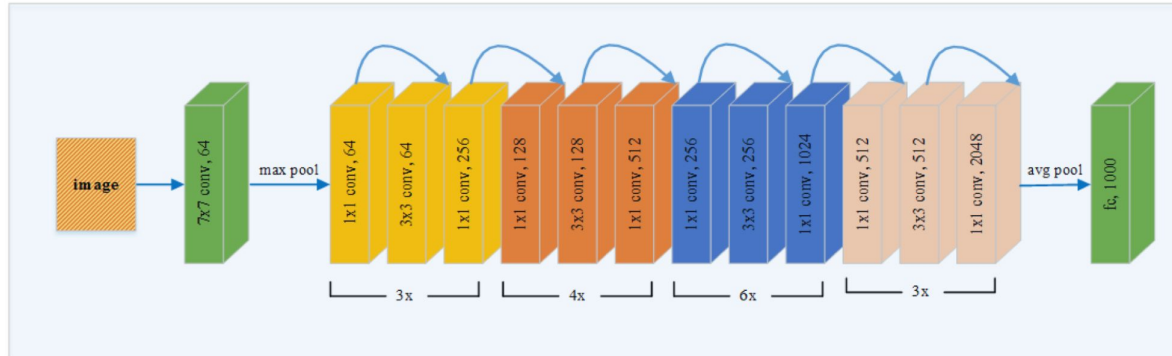 image
7x7 conv, 64
max pool
1x1 conv, 64
3x3 conv, 64
1x1 conv, 256
3x
1x1 conv, 128
3x3 conv, 128
1x1 conv, 512
4x
1x1 conv, 256
3x3 conv, 256
1x1 conv, 1024
6x
1x1 conv, 512
3x3 conv, 512
1x1 conv, 2048
3x
avg pool
fc, 1000